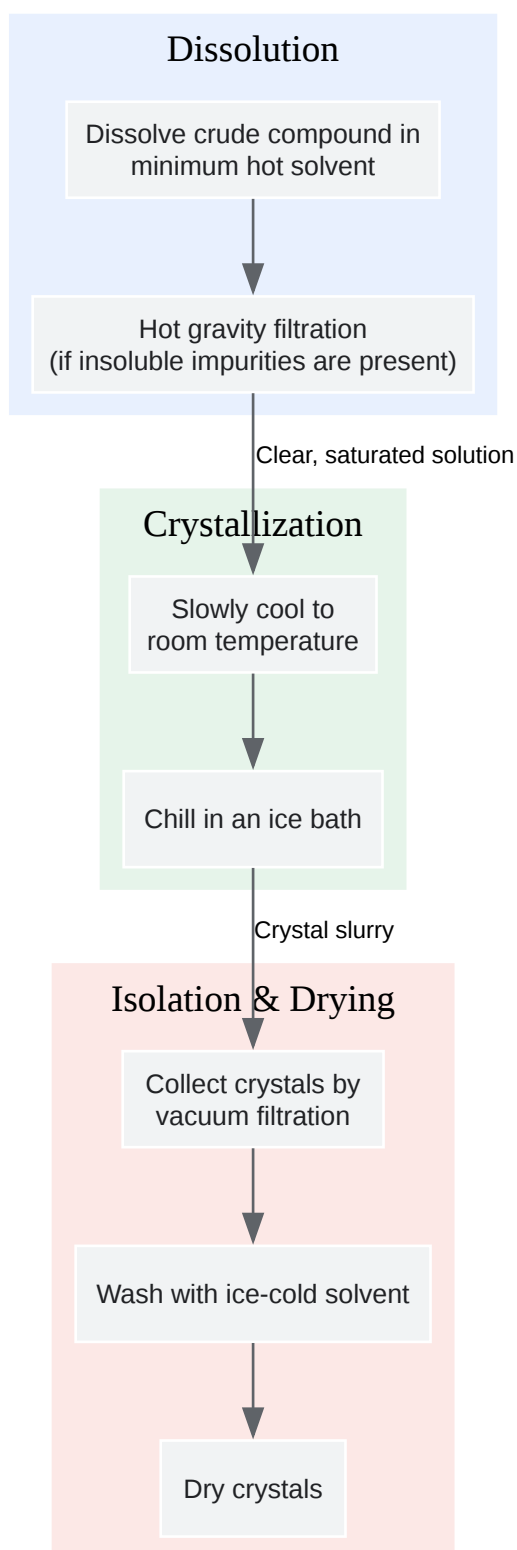 Dissolution
Dissolve crude compound in
minimum hot solvent
Hot gravity filtration
(if insoluble impurities are present)
Clear, saturated solution
Crystallization
Slowly cool to
room temperature
Chill in an ice bath
Crystal slurry
Isolation & Drying
Collect crystals by
vacuum filtration
Wash with ice-cold solvent
Dry crystals